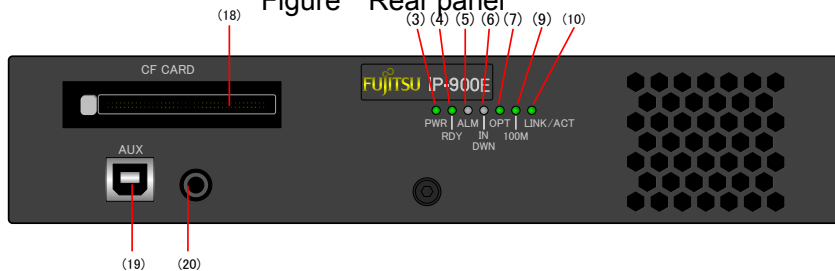 Figure Rear panel
(18) (3) (4) (5) (6) (7) (9) (10)
CF CARD
FUJITSU IP-900E
PWR ALM OPT LINK/ACT
RDY IN 100M
DWN
AUX
(19) (20)